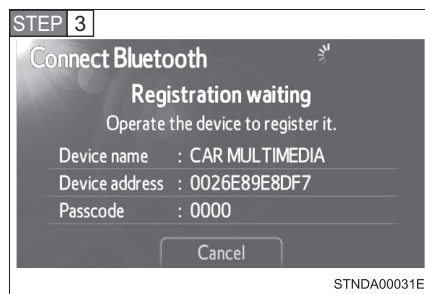 STEP 3
Connect Bluetooth
Registration waiting
Operate the device to register it.
Device name : CAR MULTIMEDIA
Device address : 0026E89E8DF7
Passcode : 0000
Cancel
STNDA00031E